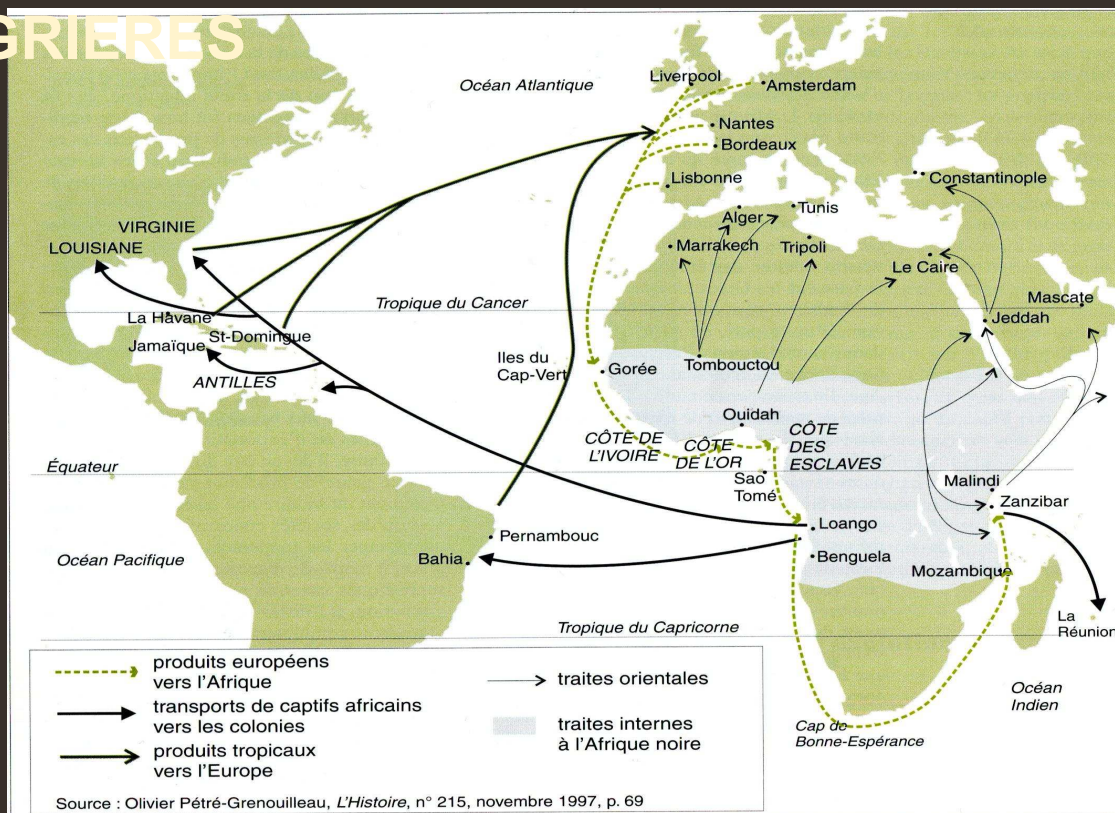 GRIERES
Océan Atlantique
Liverpool
Amsterdam
Nantes
Bordeaux
Lisbonne
Constantinople
Alger
Tunis
Marrakech
Tripoli
Le Caire
VIRGINIE
LOUISIANE
Tropique du Cancer
Mascate
Jeddah
La Havane
St-Domingue
Jamaïque
ANTILLES
Iles du
Cap-Vert
Gorée
Tombouctou
Ouidah
CÔTE DE
L'IVOIRE
CÔTE
DE L'OR
CÔTE
DES
ESCLAVES
Équateur
Sao
Tomé
Malindi
Zanzibar
Loango
Benguela
Mozambique
Océan Pacifique
Pernambouc
Bahia
La
Réunion
Tropique du Capricorne
Océan
Indien
Cap de
Bonne-Espérance
produits européens
vers l'Afrique
transports de captifs africains
vers les colonies
produits tropicaux
vers l'Europe
traites orientales
traites internes
à l'Afrique noire
Source : Olivier Pétré-Grenouilleau, L'Histoire, n° 215, novembre 1997, p. 69